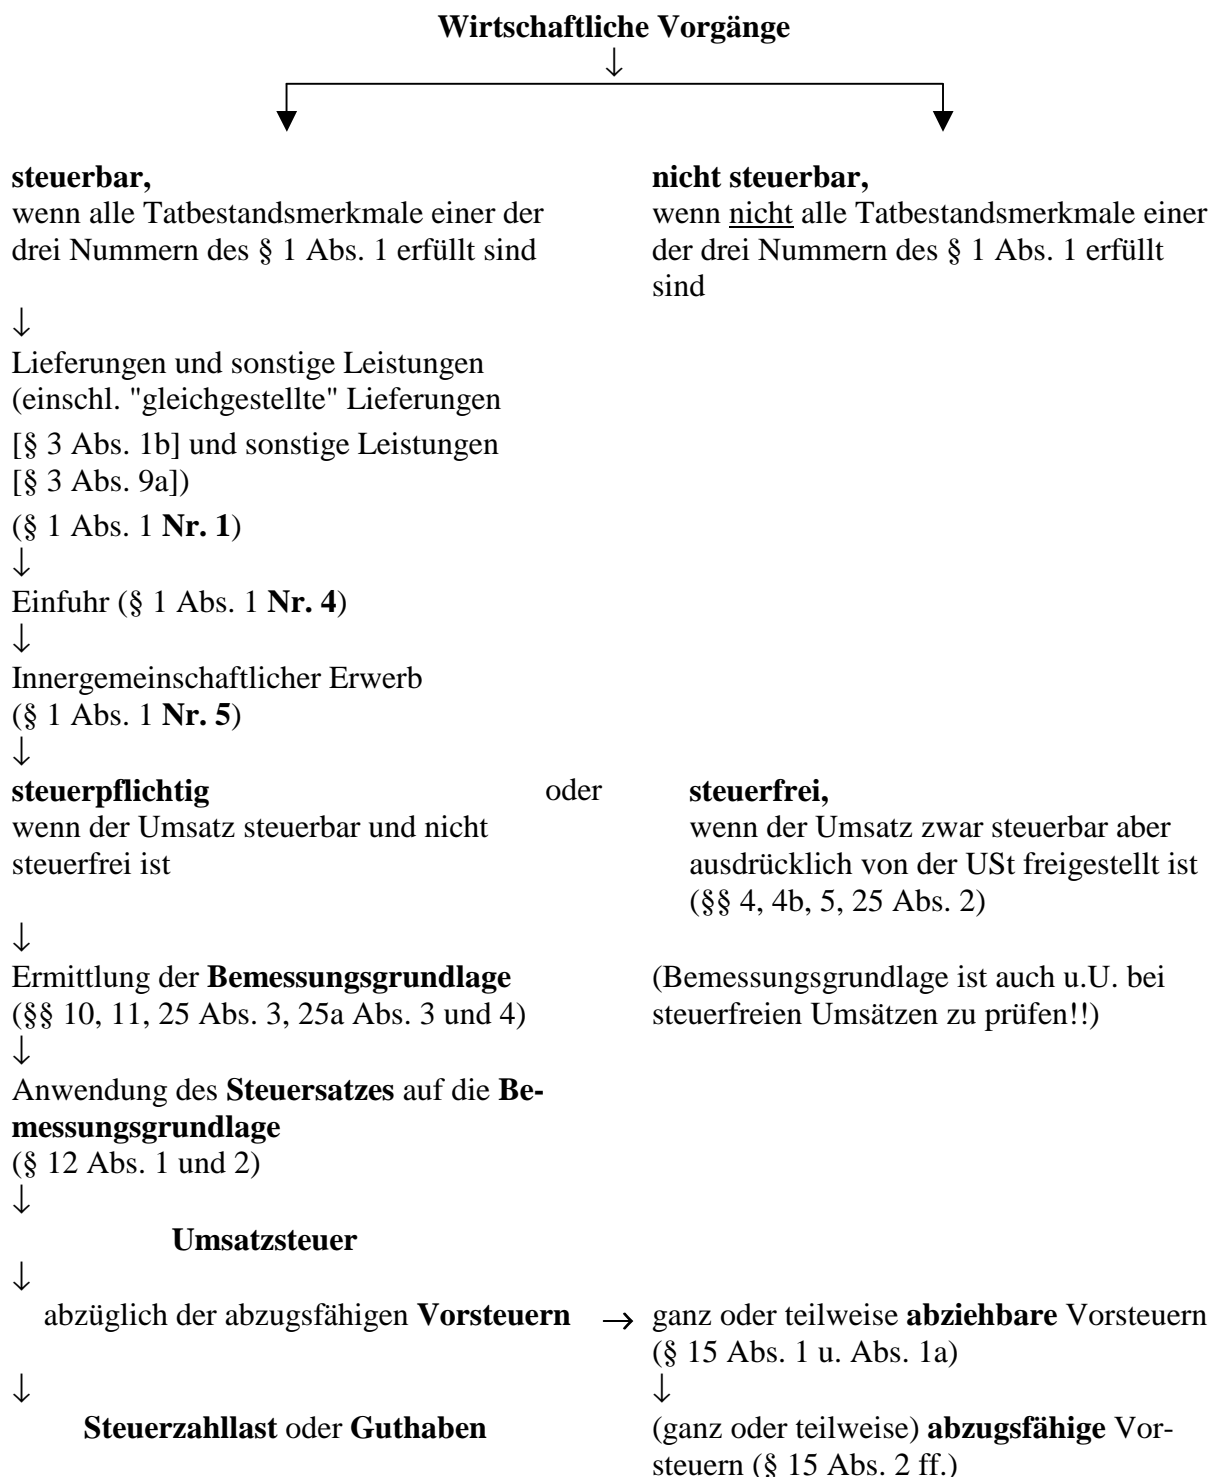 Wirtschaftliche Vorgänge
↓
steuerbar,
wenn alle Tatbestandsmerkmale einer der
drei Nummern des § 1 Abs. 1 erfüllt sind
nicht steuerbar,
wenn nicht alle Tatbestandsmerkmale einer
der drei Nummern des § 1 Abs. 1 erfüllt
sind
↓
Lieferungen und sonstige Leistungen
(einschl. "gleichgestellte" Lieferungen
[§ 3 Abs. 1b] und sonstige Leistungen
[§ 3 Abs. 9a])
(§ 1 Abs. 1 Nr. 1)
↓
Einfuhr (§ 1 Abs. 1 Nr. 4)
↓
Innergemeinschaftlicher Erwerb
(§ 1 Abs. 1 Nr. 5)
↓
steuerpflichtig
wenn der Umsatz steuerbar und nicht
steuerfrei ist
oder
steuerfrei,
wenn der Umsatz zwar steuerbar aber
ausdrücklich von der USt freigestellt ist
(§§ 4, 4b, 5, 25 Abs. 2)
↓
Ermittlung der Bemessungsgrundlage
(§§ 10, 11, 25 Abs. 3, 25a Abs. 3 und 4)
(Bemessungsgrundlage ist auch u.U. bei
steuerfreien Umsätzen zu prüfen!!)
↓
Anwendung des Steuersatzes auf die Be-
messungsgrundlage
(§ 12 Abs. 1 und 2)
↓
Umsatzsteuer
↓
abzüglich der abzugsfähigen Vorsteuern →
ganz oder teilweise abziehbare Vorsteuern
(§ 15 Abs. 1 u. Abs. 1a)
↓
Steuerzahllast oder Guthaben
↓
(ganz oder teilweise) abzugsfähige Vor-
steuern (§ 15 Abs. 2 ff.)